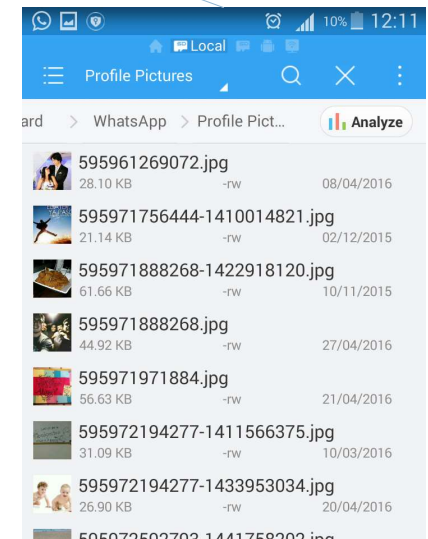 10% 12:11
Local
Profile Pictures
ard > WhatsApp > Profile Pict... Analyze
595961269072.jpg
28.10 KB -rw 08/04/2016
595971756444-1410014821.jpg
21.14 KB -rw 02/12/2015
595971888268-1422918120.jpg
61.66 KB -rw 10/11/2015
595971888268.jpg
44.92 KB -rw 27/04/2016
595971971884.jpg
56.63 KB -rw 21/04/2016
595972194277-1411566375.jpg
31.09 KB -rw 10/03/2016
595972194277-1433953034.jpg
26.90 KB -rw 20/04/2016